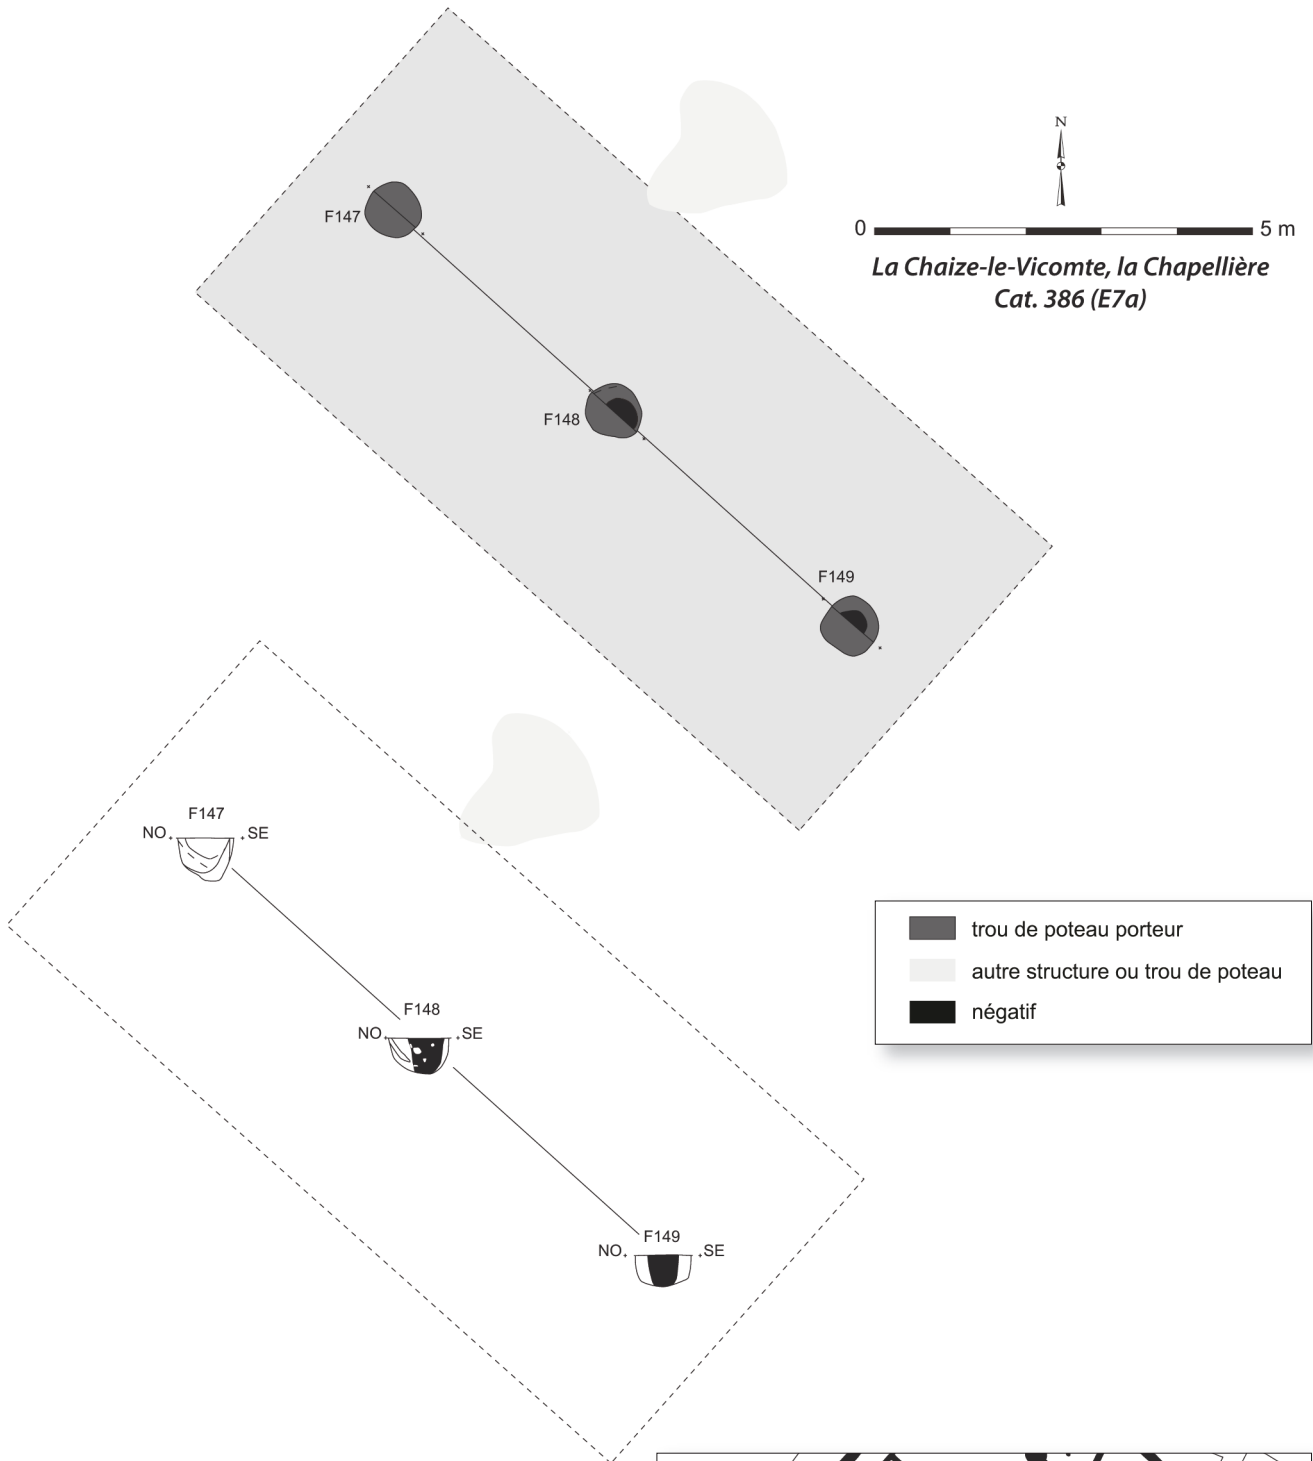 N
0 5 m
La Chaize-le-Vicomte, la Chapellière
Cat. 386 (E7a)
F147
F148
F149
F147
NO SE
F148
NO SE
F149
NO SE
trou de poteau porteur
autre structure ou trou de poteau
négatif